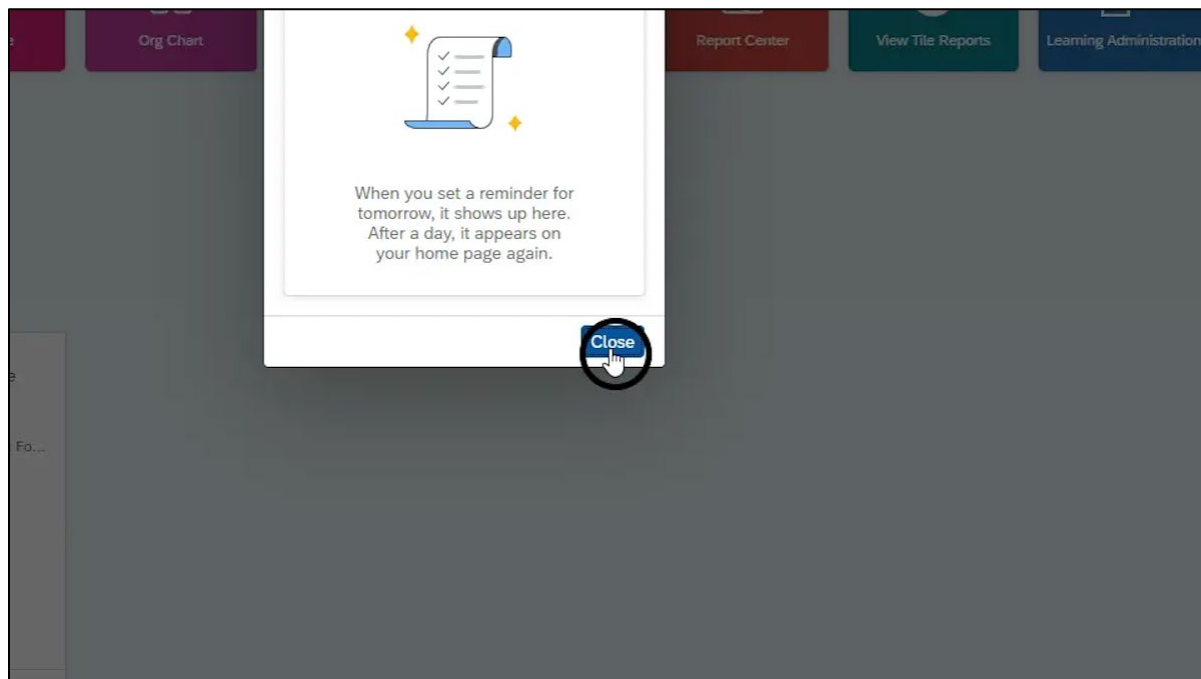 Org Chart
Report Center
View Tile Reports
Learning Administration
When you set a reminder for
tomorrow, it shows up here.
After a day, it appears on
your home page again.
Close
Fo...